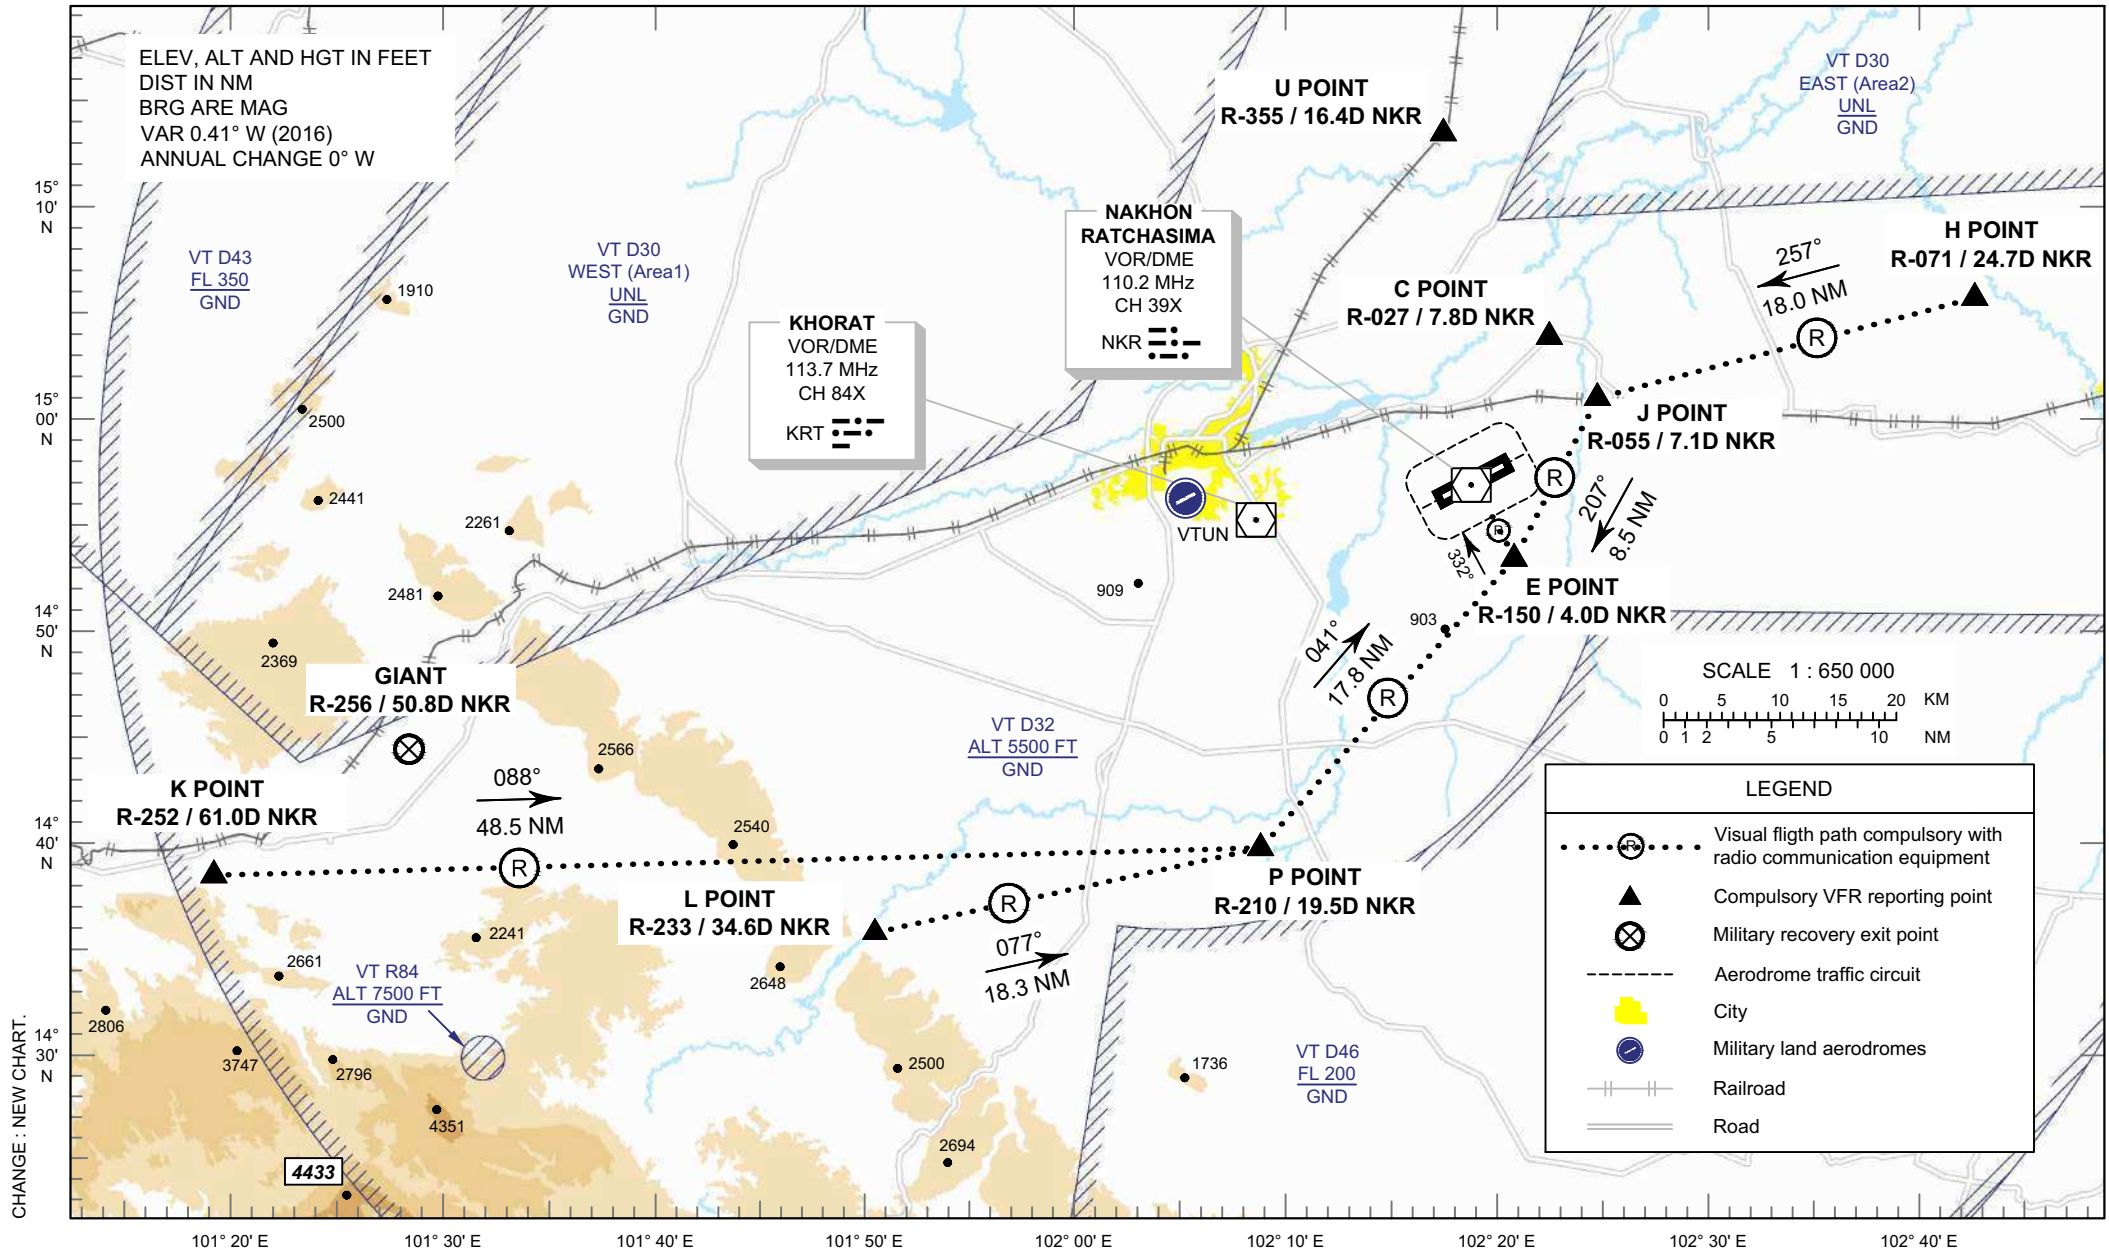 ELEV, ALT AND HGT IN FEET
DIST IN NM
BRG ARE MAG
VAR 0.41° W (2016)
ANNUAL CHANGE 0° W
U POINT
R-355 / 16.4D NKR
VT D30
EAST (Area2)
UNL
GND
15°
10'
N
VT D43
FL 350
GND
1910
VT D30
WEST (Area1)
UNL
GND
NAKHON
RATCHASIMA
VOR/DME
110.2 MHz
CH 39X
NKR
KHORAT
VOR/DME
113.7 MHz
CH 84X
KRT
C POINT
R-027 / 7.8D NKR
257°
18.0 NM
H POINT
R-071 / 24.7D NKR
R
15°
00'
N
2500
2441
2261
2481
VTUN
909
J POINT
R-055 / 7.1D NKR
R
207°
8.5 NM
R
332°
E POINT
R-150 / 4.0D NKR
903
14°
50'
N
2369
GIANT
R-256 / 50.8D NKR
041°
17.8 NM
R
SCALE 1 : 650 000
0 5 10 15 20 KM
0 1 2 5 10 NM
VT D32
ALT 5500 FT
GND
2566
K POINT
R-252 / 61.0D NKR
088°
48.5 NM
R
2540
14°
40'
N
L POINT
R-233 / 34.6D NKR
R
077°
18.3 NM
P POINT
R-210 / 19.5D NKR
2241
2661
2648
VT R84
ALT 7500 FT
GND
2806
3747
2796
4351
4433
14°
30'
N
2500
2694
1736
VT D46
FL 200
GND
LEGEND
R
Visual fligth path compulsory with
radio communication equipment
Compulsory VFR reporting point
Military recovery exit point
Aerodrome traffic circuit
City
Military land aerodromes
Railroad
Road
CHANGE : NEW CHART.
101° 20' E
101° 30' E
101° 40' E
101° 50' E
102° 00' E
102° 10' E
102° 20' E
102° 30' E
102° 40' E